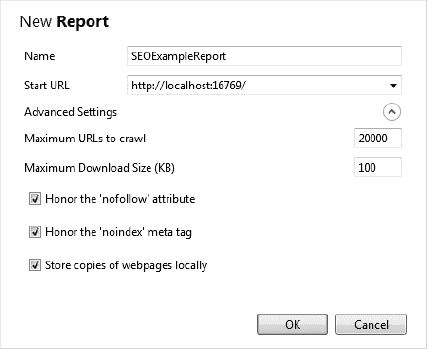 New Report
Name SEOExampleReport
Start URL http://localhost:16769/
Advanced Settings
Maximum URLs to crawl 20000
Maximum Download Size (KB) 100
Honor the 'nofollow' attribute
Honor the 'noindex' meta tag
Store copies of webpages locally
OK Cancel